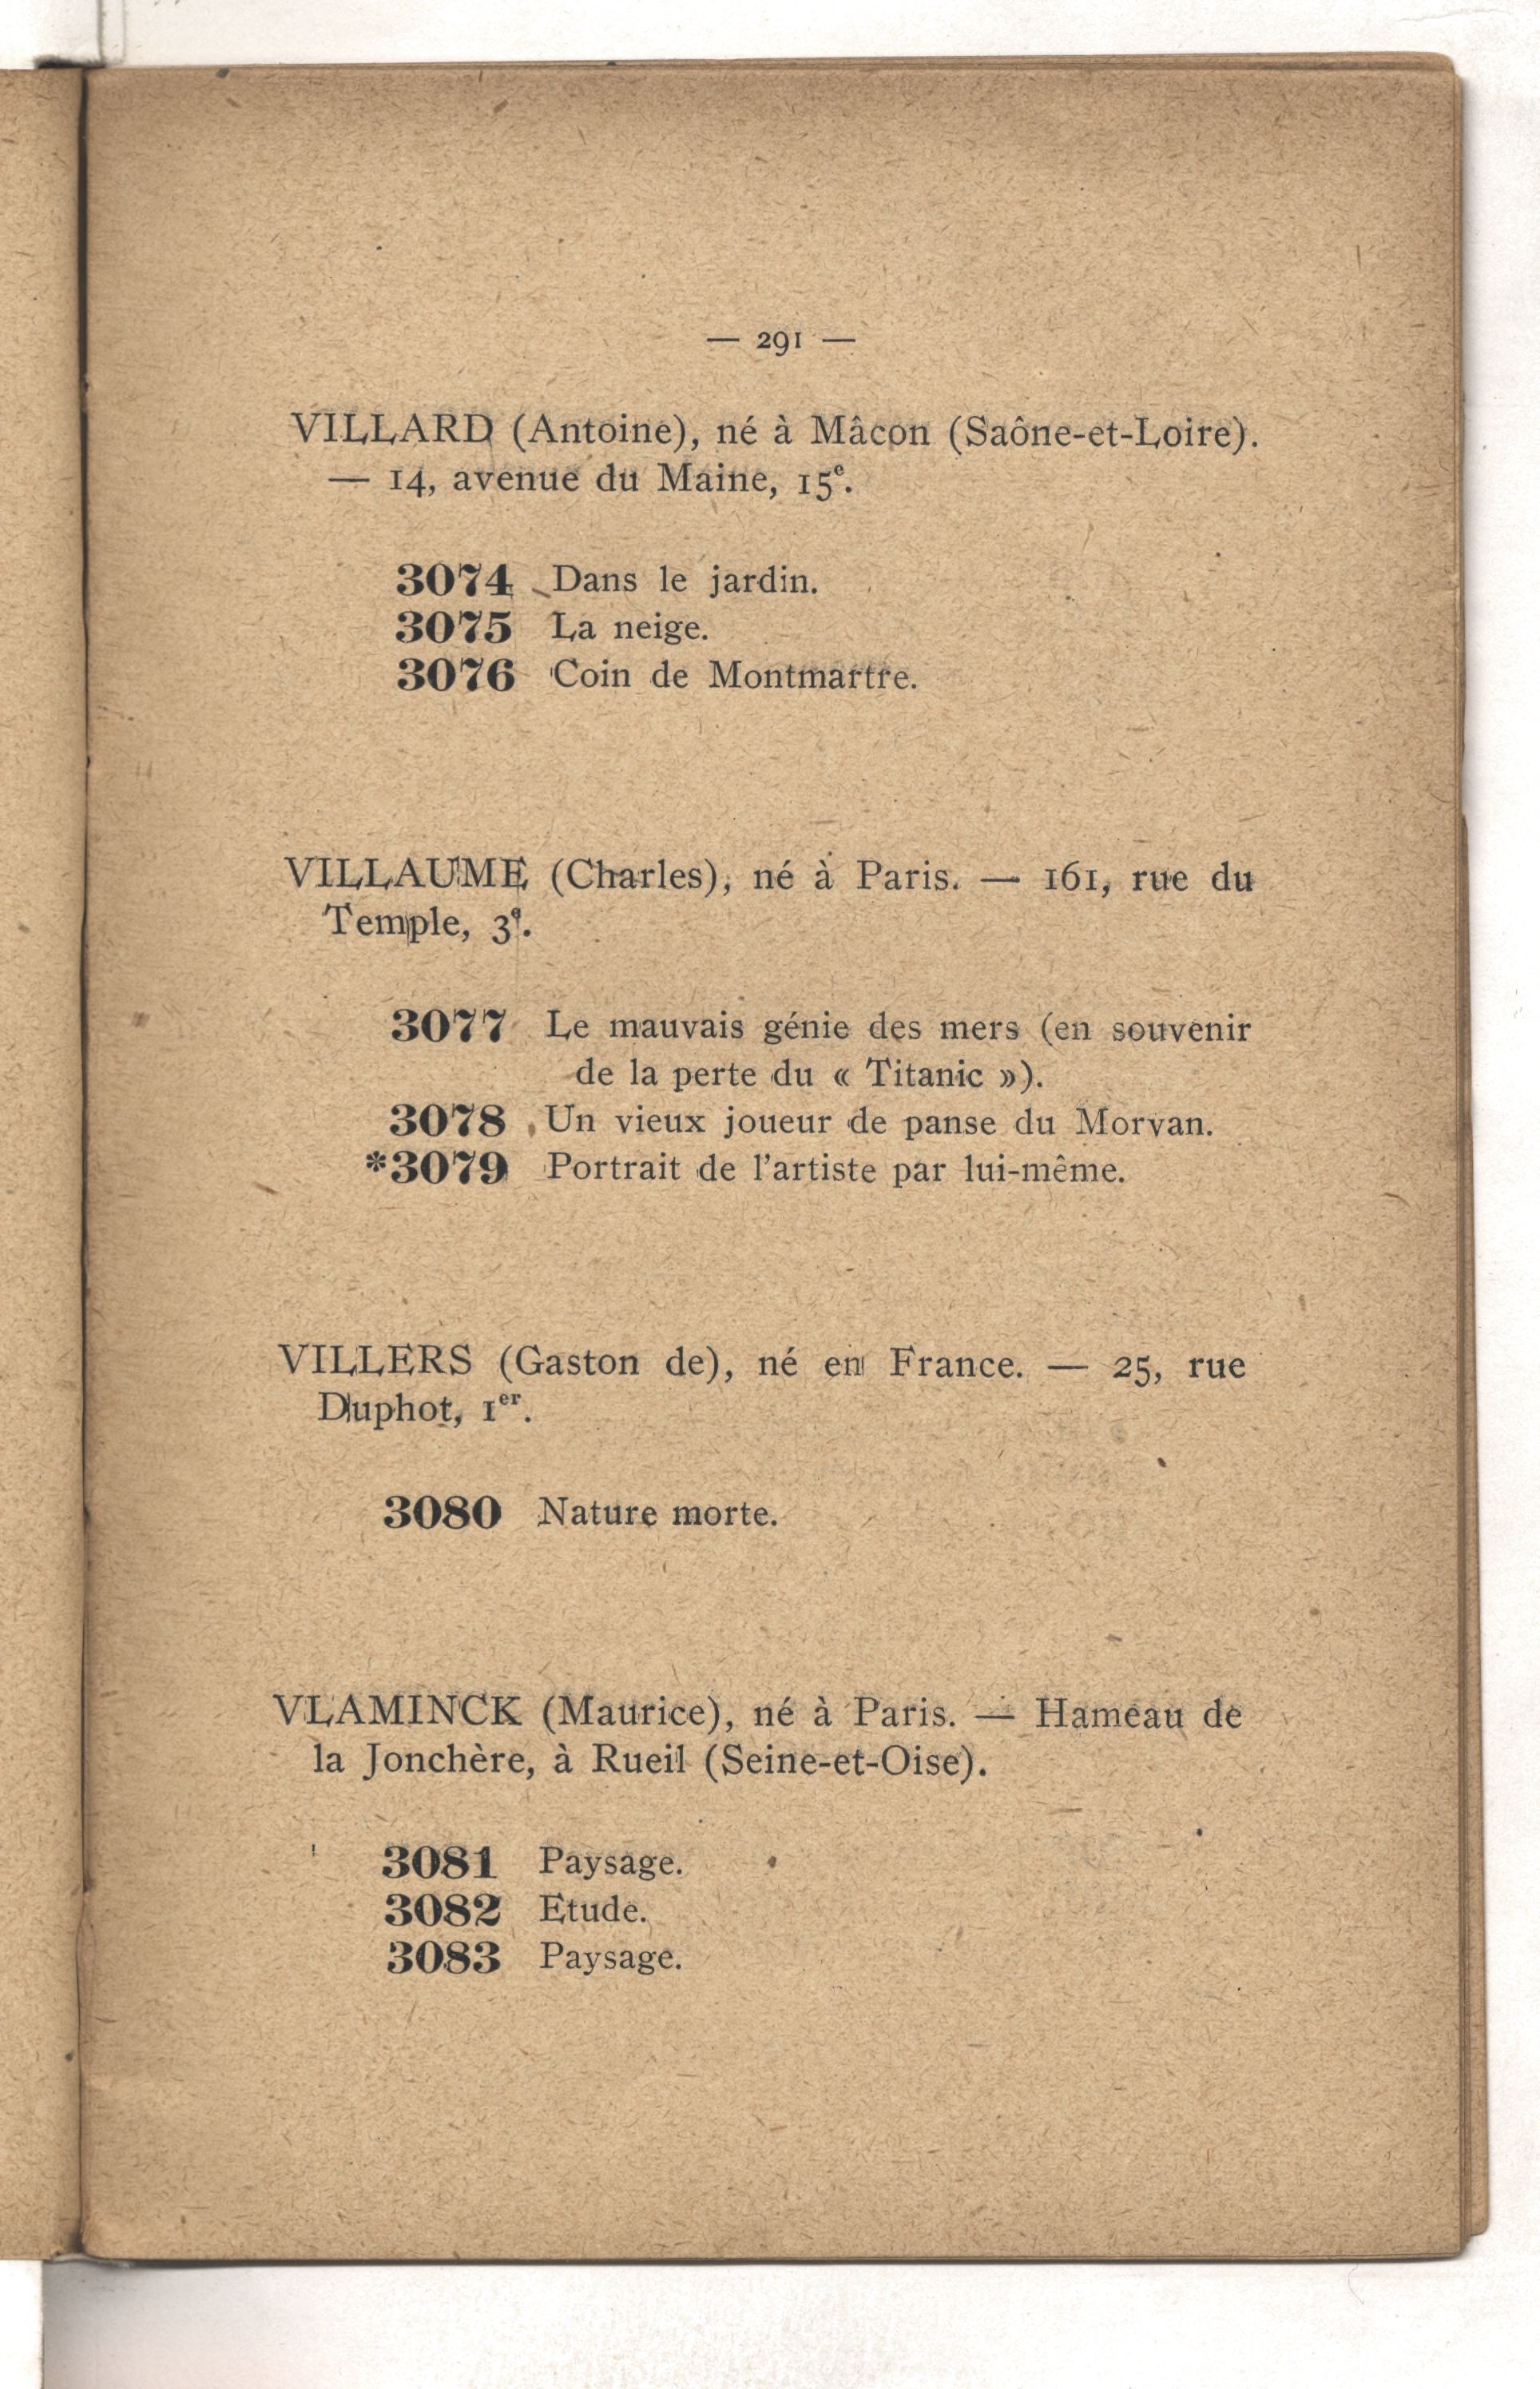 — 291 —
VILLARD (Antoine), né à Mâcon (Saône-et-Loire).
— 14, avenue du Maine, 15e.
3074 Dans le jardin.
3075 La neige.
3076 Coin de Montmartre.
VILLAUME (Charles), né à Paris. — 161, rue du
Temple, 3e.
3077 Le mauvais génie des mers (en souvenir
de la perte du « Titanic »).
3078 Un vieux joueur de panse du Morvan.
*3079 Portrait de l'artiste par lui-même.
VILLERS (Gaston de), né en France. — 25, rue
Duphot, 1er.
3080 Nature morte.
VLAMINCK (Maurice), né à Paris. — Hameau de
la Jonchère, à Rueil (Seine-et-Oise).
3081 Paysage.
3082 Etude.
3083 Paysage.